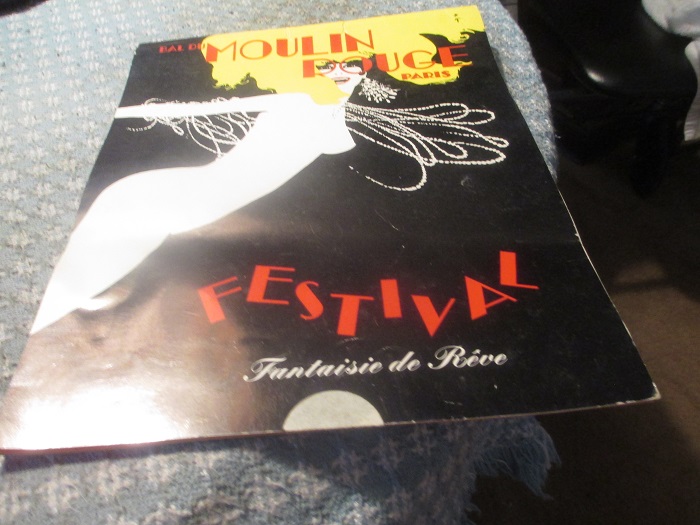 BAL DU MOULIN
ROUGE
PARIS
FESTIVAL
Fantaisie de Rêve